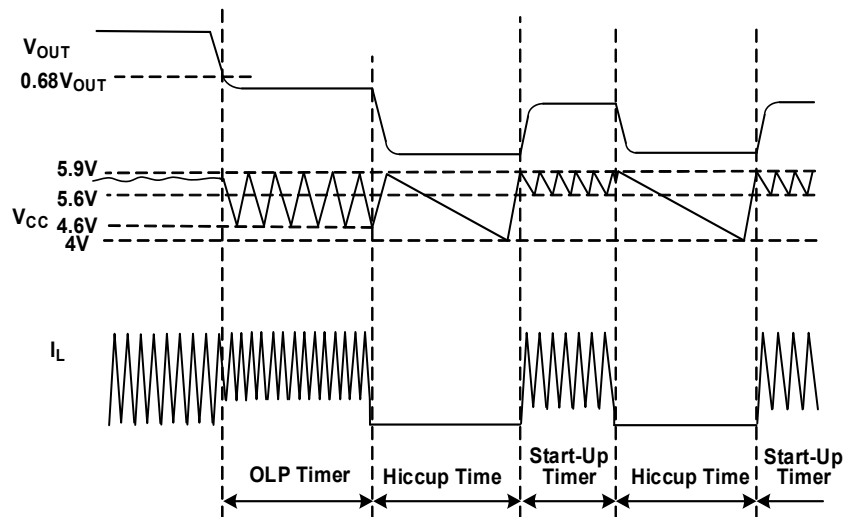 VOUT
0.68VOUT
5.9V
5.6V
VCC
4.6V
4V
IL
OLP Timer
Hiccup Time
Start-Up
Timer
Hiccup Time
Start-Up
Timer